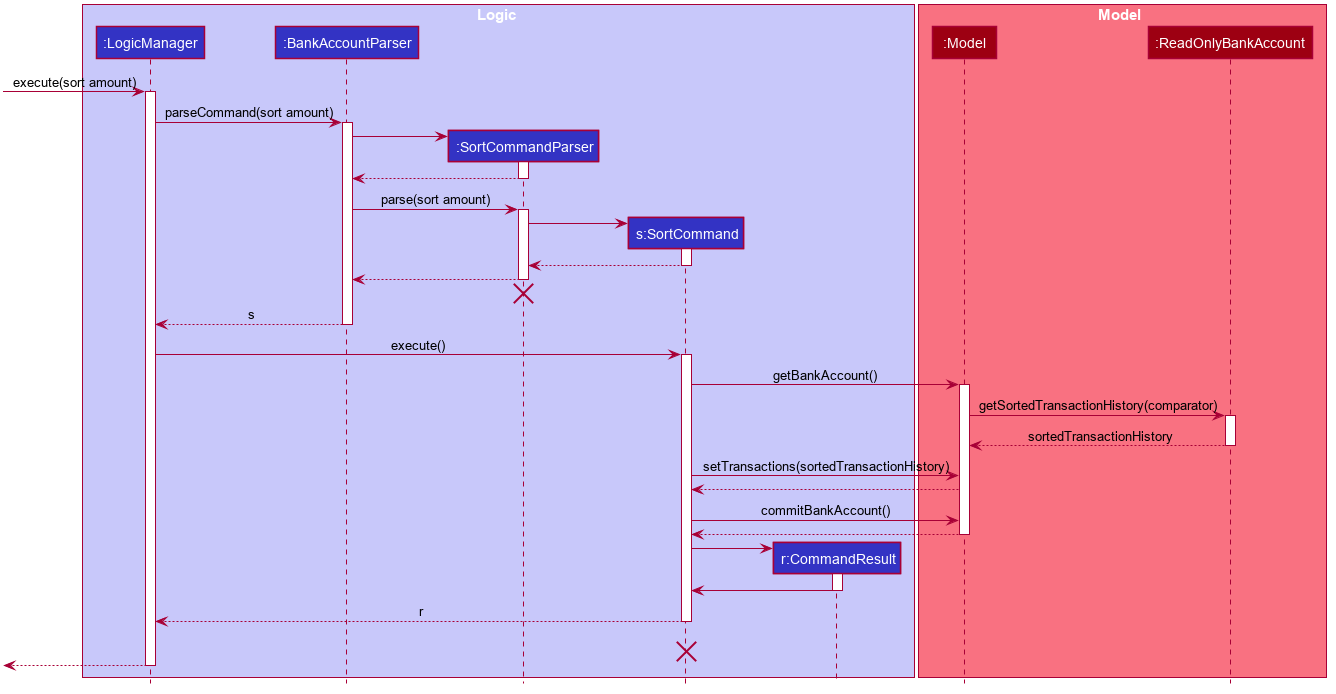 Logic
Model
:LogicManager
:BankAccountParser
:Model
:ReadOnlyBankAccount
execute(sort amount)
parseCommand(sort amount)
:SortCommandParser
parse(sort amount)
s:SortCommand
s
execute()
getBankAccount()
getSortedTransactionHistory(comparator)
sortedTransactionHistory
setTransactions(sortedTransactionHistory)
commitBankAccount()
r:CommandResult
r